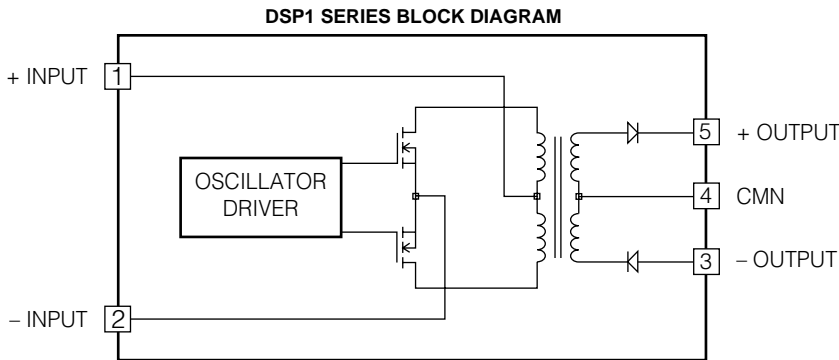 DSP1 SERIES BLOCK DIAGRAM
+ INPUT 1
5 + OUTPUT
OSCILLATOR
DRIVER
4 CMN
3 – OUTPUT
– INPUT 2